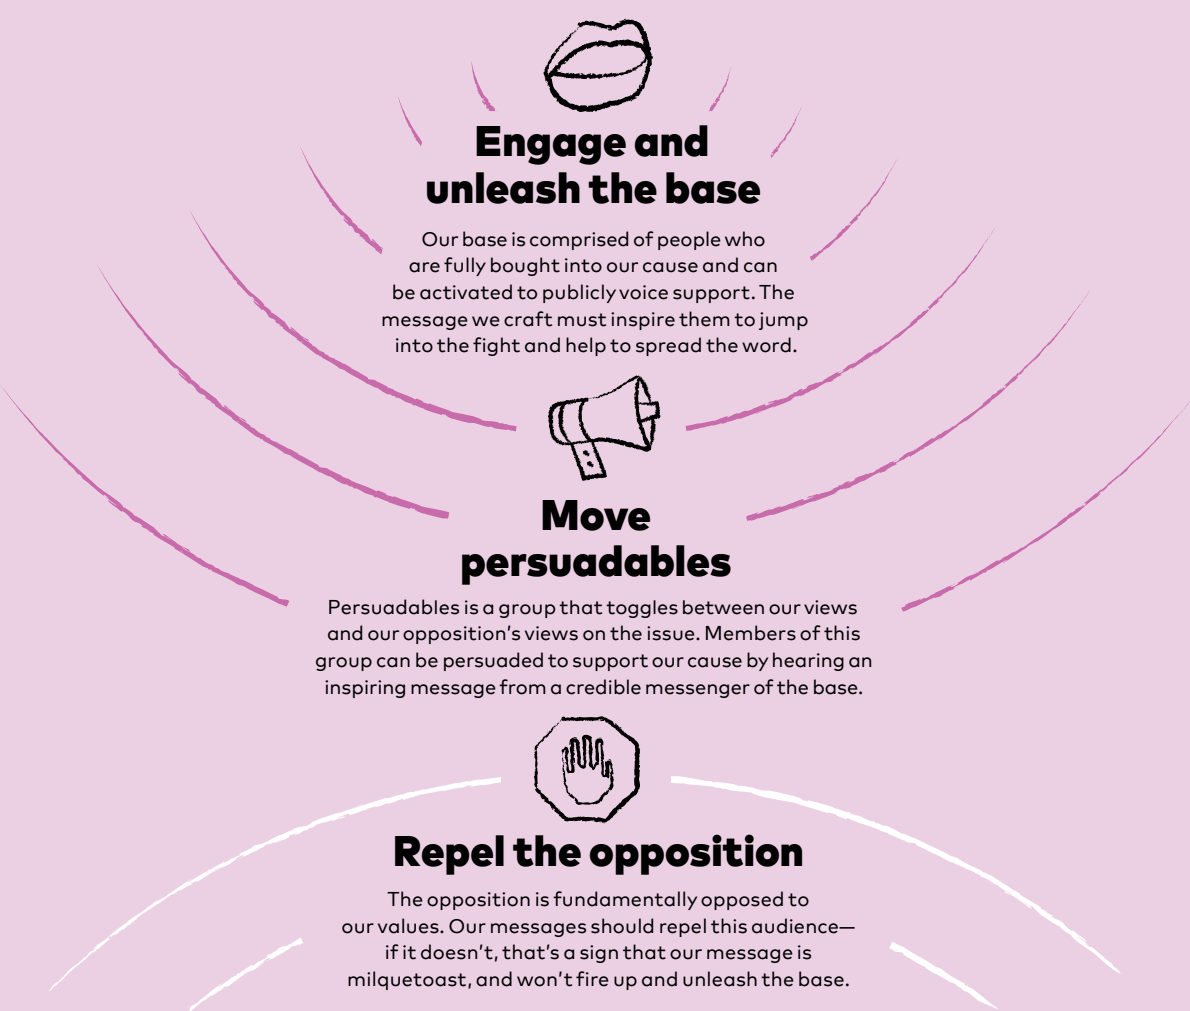 Engage and
unleash the base
Our base is comprised of people who
are fully bought into our cause and can
be activated to publicly voice support. The
message we craft must inspire them to jump
into the fight and help to spread the word.
Move
persuadables
Persuadables is a group that toggles between our views
and our opposition’s views on the issue. Members of this
group can be persuaded to support our cause by hearing an
inspiring message from a credible messenger of the base.
Repel the opposition
The opposition is fundamentally opposed to
our values. Our messages should repel this audience—
if it doesn’t, that’s a sign that our message is
milquetoast, and won’t fire up and unleash the base.